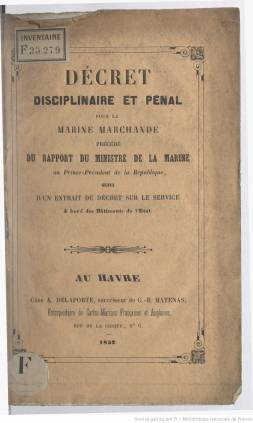 INVENTAIRE
F 35.279
DÉCRET
DISCIPLINAIRE ET PÉNAL
POUR LA
MARINE MARCHANDE
PRÉCÉDÉ
DU RAPPORT DU MINISTRE DE LA MARINE
au Prince-Président de la République,
SUIVI
D'UN EXTRAIT DU DÉCRET SUR LE SERVICE
à bord des Bâtiments de l'État.
AU HAVRE
Chez A. DELAPORTE, successeur de G.-B. MATENAS,
Entrepositaire de Cartes Marines Françaises et Anglaises,
RUE DE LA N° 6.
1852
F
Source gallica.bnf.fr / Bibliothèque nationale de France